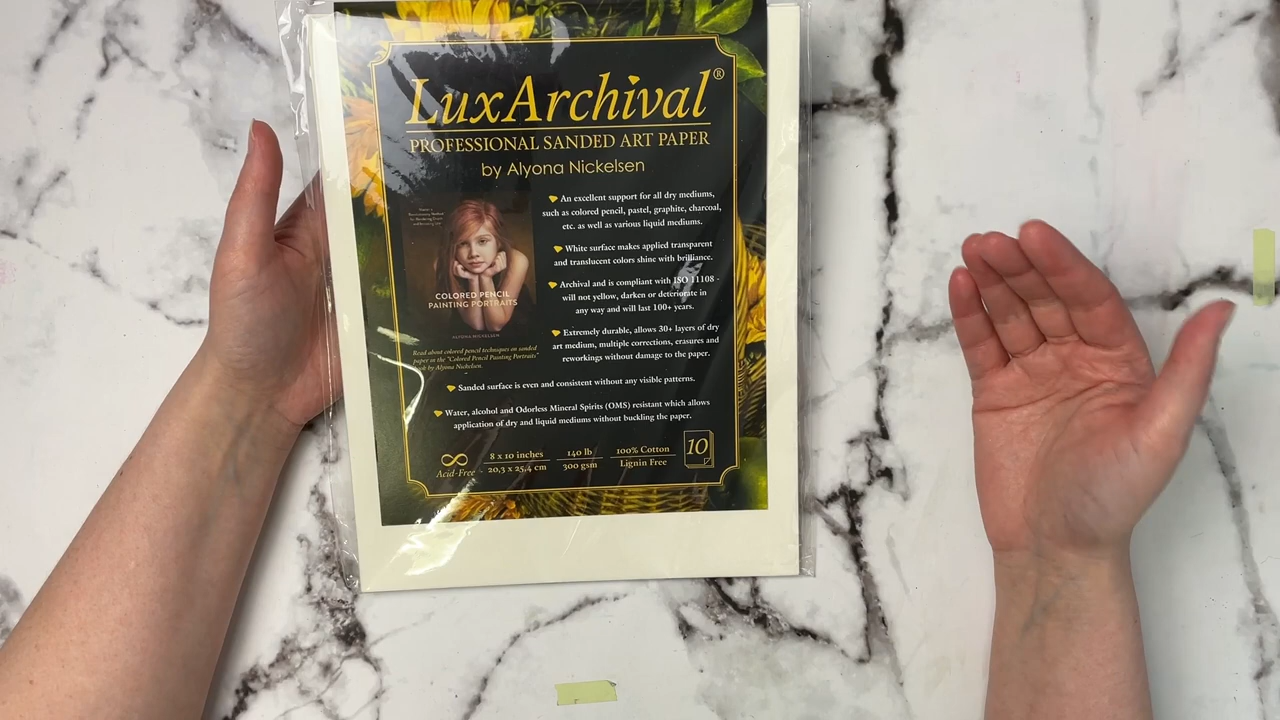 LuxArchival®
PROFESSIONAL SANDED ART PAPER
by Alyona Nickelsen
An excellent support for all dry mediums,
such as colored pencil, pastel, graphite, charcoal,
etc. as well as various liquid mediums.
White surface makes applied transparent
and translucent colors shine with brilliance.
Archival and is compliant with ISO 11108 -
will not yellow, darken or deteriorate in
any way and will last 100+ years.
Extremely durable, allows 30+ layers of dry
art medium, multiple corrections, erasures and
reworkings without damage to the paper.
COLORED PENCIL
PAINTING PORTRAITS
ALYONA NICKELSEN
Read about colored pencil techniques on sanded
paper in the "Colored Pencil Painting Portraits"
book by Alyona Nickelsen.
Sanded surface is even and consistent without any visible patterns.
Water, alcohol and Odorless Mineral Spirits (OMS) resistant which allows
application of dry and liquid mediums without buckling the paper.
Acid-Free
8 x 10 inches
20,3 x 25,4 cm
140 lb
300 gsm
100% Cotton
Lignin Free
10